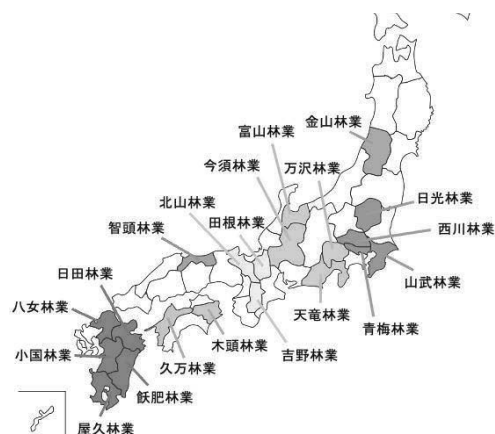 金山林業
富山林業
今須林業
万沢林業
北山林業
田根林業
日光林業
智頭林業
西川林業
日田林業
山武林業
八女林業
天竜林業
青梅林業
小国林業
木頭林業
吉野林業
久万林業
飫肥林業
屋久林業